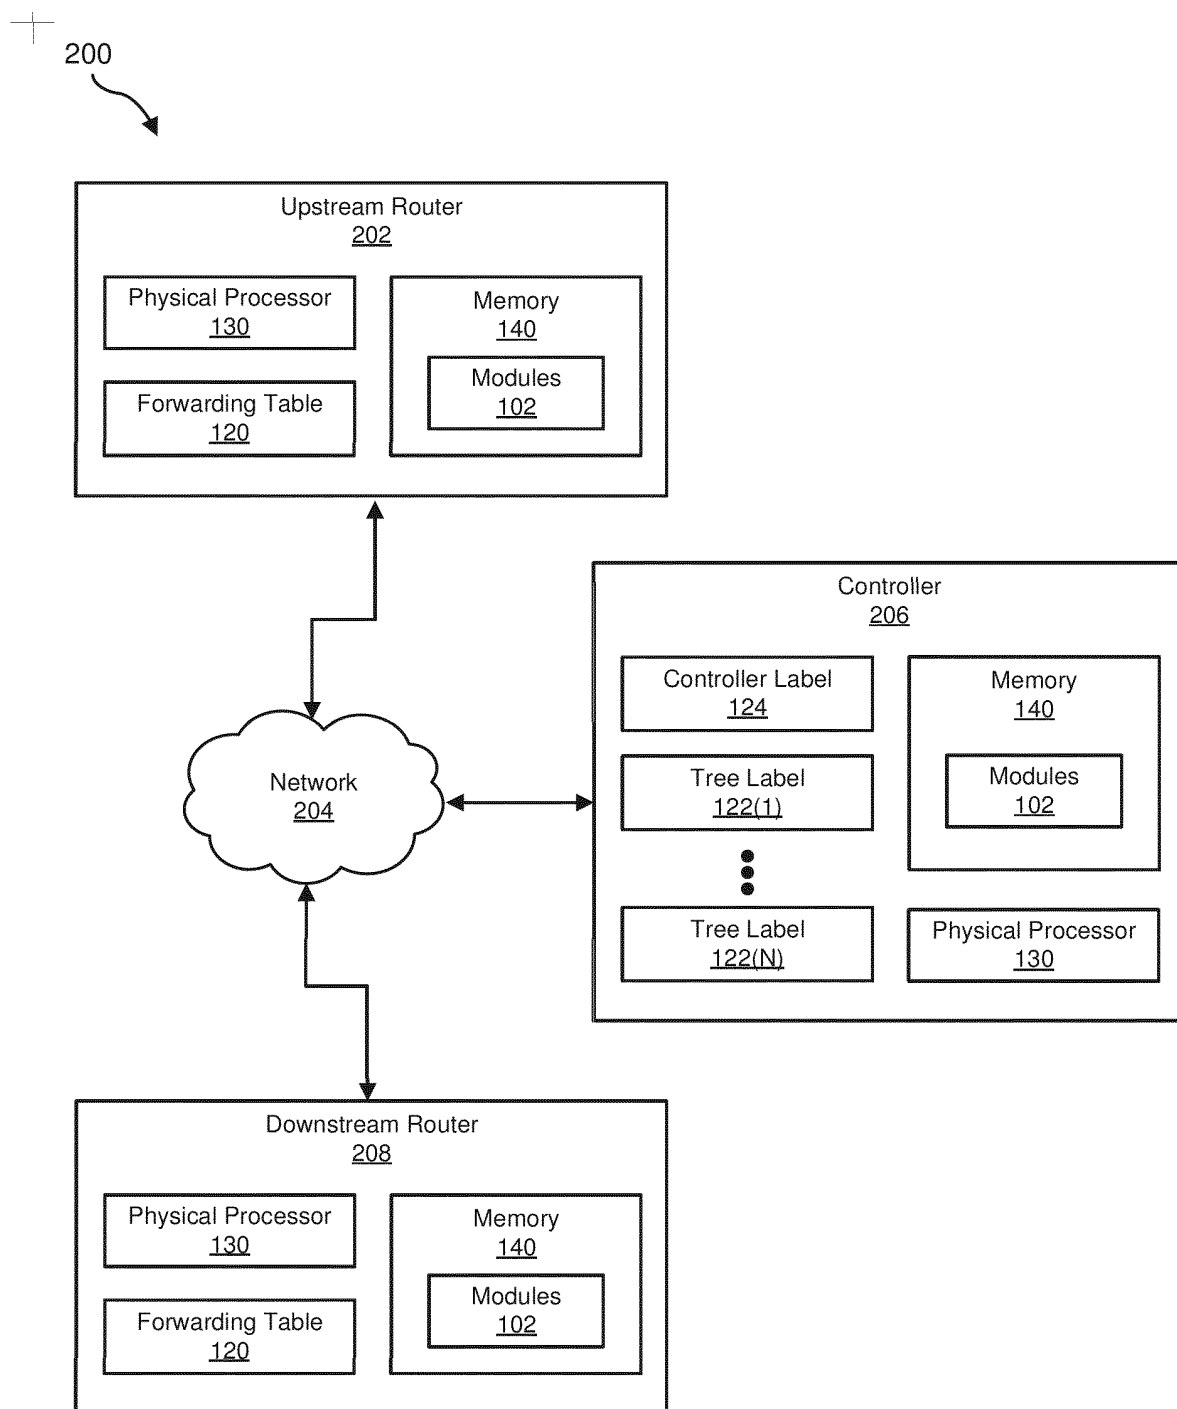 200
Upstream Router
202
Physical Processor
130
Forwarding Table
120
Memory
140
Modules
102
Controller
206
Controller Label
124
Tree Label
122(1)
Tree Label
122(N)
Memory
140
Modules
102
Physical Processor
130
Network
204
Downstream Router
208
Physical Processor
130
Forwarding Table
120
Memory
140
Modules
102